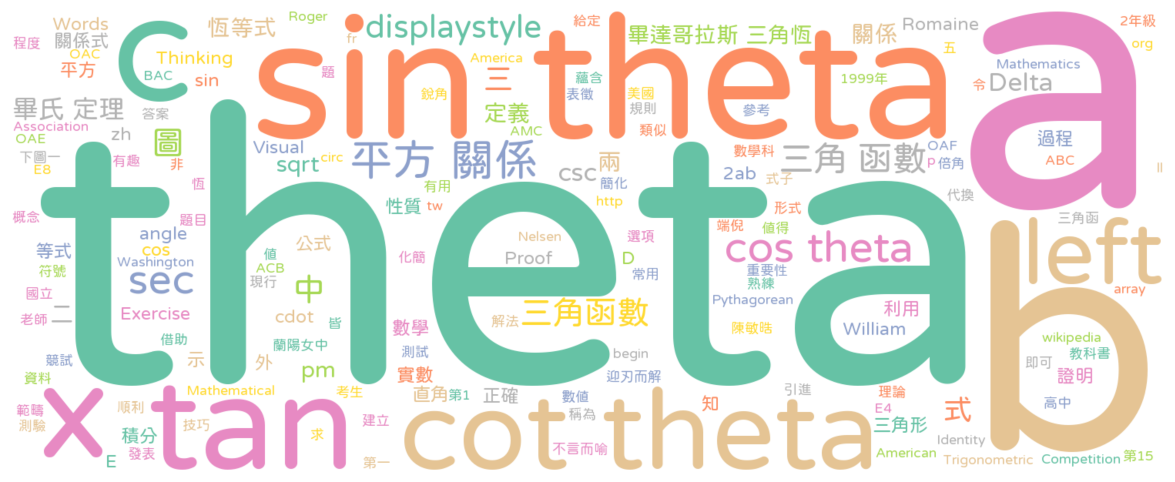 theta
sin theta
a
b
c
x
tan
cot theta
left
cos theta
displaystyle
sec
平方 關係
三角 函數
三角函數
畢達哥拉斯 三角恆
畢氏 定理
恆等式
Words
關係式
程度
OAC
平方
BAC
Thinking
sin
Roger
fr
題
America
銳角
三
定義
AMC
給定
蘊含
表徵
美國
規則
類似
關係
1999年
參考
Romaine
五
令
Delta
Mathematics
org
2年級
過程
ABC
OAF
P
倍角
數學科
式子
2ab
代換
三角函
II
Association
OAE
答案
zh
圖
下圖一
E8
有趣
非
恆
Visual
sqrt
circ
csc
兩
簡化
http
有用
tw
性質
概念
題目
angle
cos
等式
Washington
符號
值
ACB
現行
公式
中
化簡
Nelsen
Proof
D
選項
常用
端倪
形式
值得
重要性
熟練
Pythagorean
array
國立
老師
二
Exercise
cdot
皆
數學
解法
陳敏晧
William
利用
借助
蘭陽女中
示
外
pm
測試
begin
迎刃而解
wikipedia
教科書
即可
證明
高中
競試
資料
Mathematical
考生
實數
直角
第1
正確
數值
稱為
引進
知
理論
E4
三角形
式
範疇
測驗
順利
技巧
積分
發表
E
求
建立
第一
不言而喻
American
Identity
Trigonometric
Competition
第15